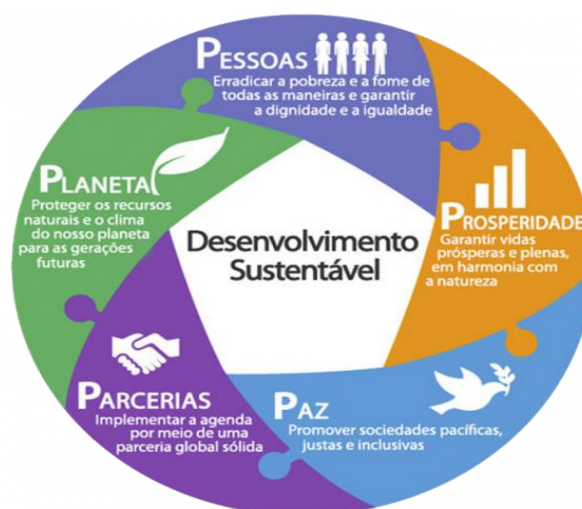 PESSOAS
Erradicar a pobreza e a fome de
todas as maneiras e garantir
a dignidade e a igualdade
PROSPERIDADE
Garantir vidas
prósperas e plenas,
em harmonia com
a natureza
PAZ
Promover sociedades pacíficas,
justas e inclusivas
PARCERIAS
Implementar a agenda
por meio de uma
parceria global sólida
PLANETA
Proteger os recursos
naturais e o clima
do nosso planeta
para as gerações
futuras
Desenvolvimento
Sustentável